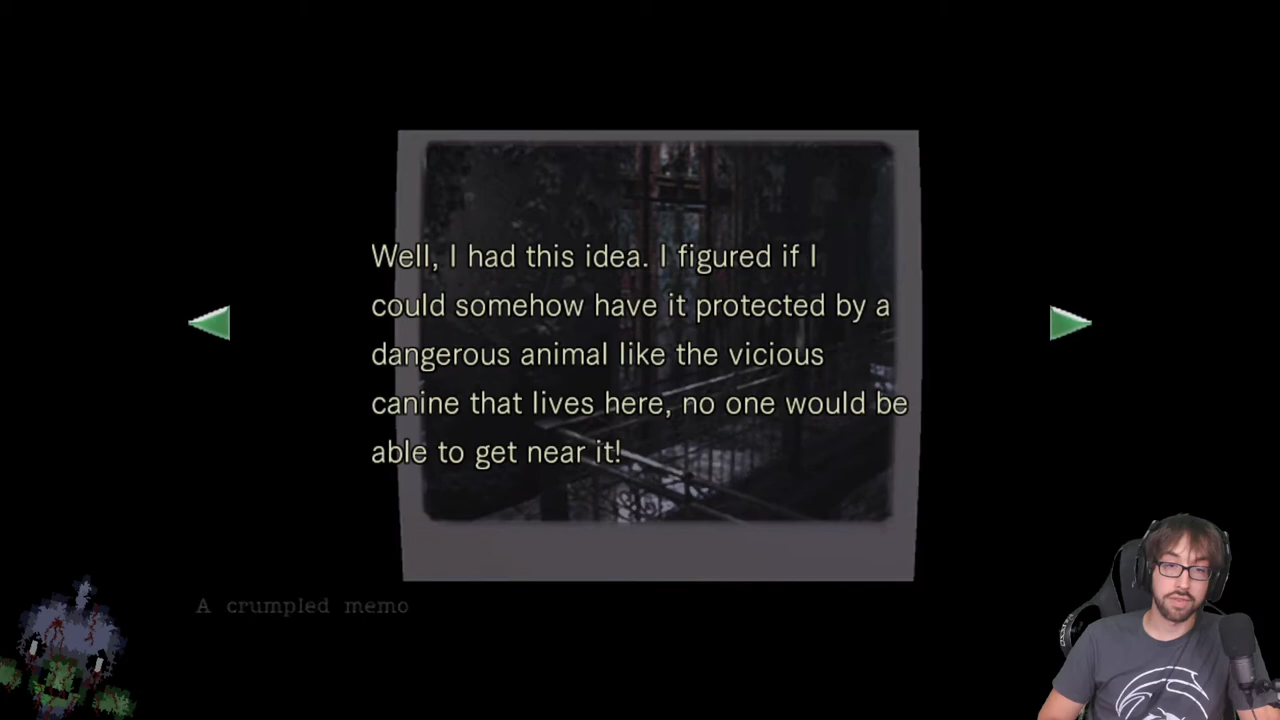 Well, I had this idea. I figured if I
could somehow have it protected by a
dangerous animal like the vicious
canine that lives here, no one would be
able to get near it!
A crumpled memo